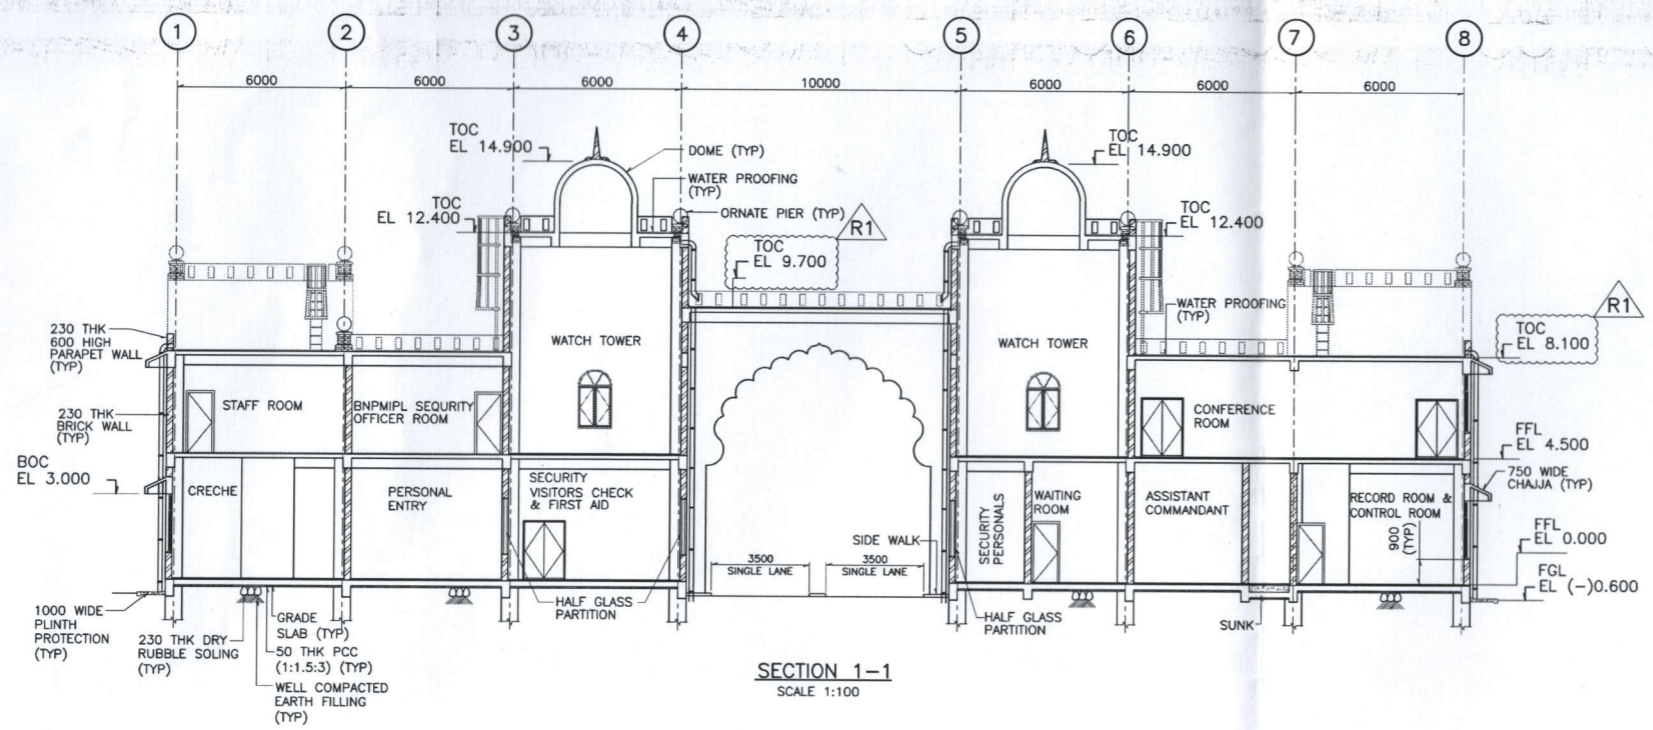 1 2 3 4 5 6 7 8
6000 6000 6000 10000 6000 6000 6000
TOC
EL 14.900
DOME (TYP)
WATER PROOFING
(TYP)
TOC
EL 12.400
ORNATE PIER (TYP)
R1
TOC
EL 9.700
TOC
EL 14.900
TOC
EL 12.400
WATER PROOFING
(TYP)
R1
TOC
EL 8.100
230 THK
600 HIGH
PARAPET WALL
(TYP)
230 THK
BRICK WALL
(TYP)
BOC
EL 3.000
STAFF ROOM
BNPMIPL SEQURITY
OFFICER ROOM
WATCH TOWER
WATCH TOWER
CONFERENCE
ROOM
FFL
EL 4.500
750 WIDE
CHAJJA (TYP)
CRECHE
PERSONAL
ENTRY
SECURITY
VISITORS CHECK
& FIRST AID
SIDE WALK
3500
SINGLE LANE
3500
SINGLE LANE
SECURITY
PERSONALS
WAITING
ROOM
ASSISTANT
COMMANDANT
RECORD ROOM &
CONTROL ROOM
900
(TYP)
FFL
EL 0.000
FGL
EL (-)0.600
1000 WIDE
PLINTH
PROTECTION
(TYP)
230 THK DRY
RUBBLE SOLING
(TYP)
GRADE
SLAB (TYP)
50 THK PCC
(1:1.5:3) (TYP)
WELL COMPACTED
EARTH FILLING
(TYP)
HALF GLASS
PARTITION
HALF GLASS
PARTITION
SUNK
SECTION 1-1
SCALE 1:100